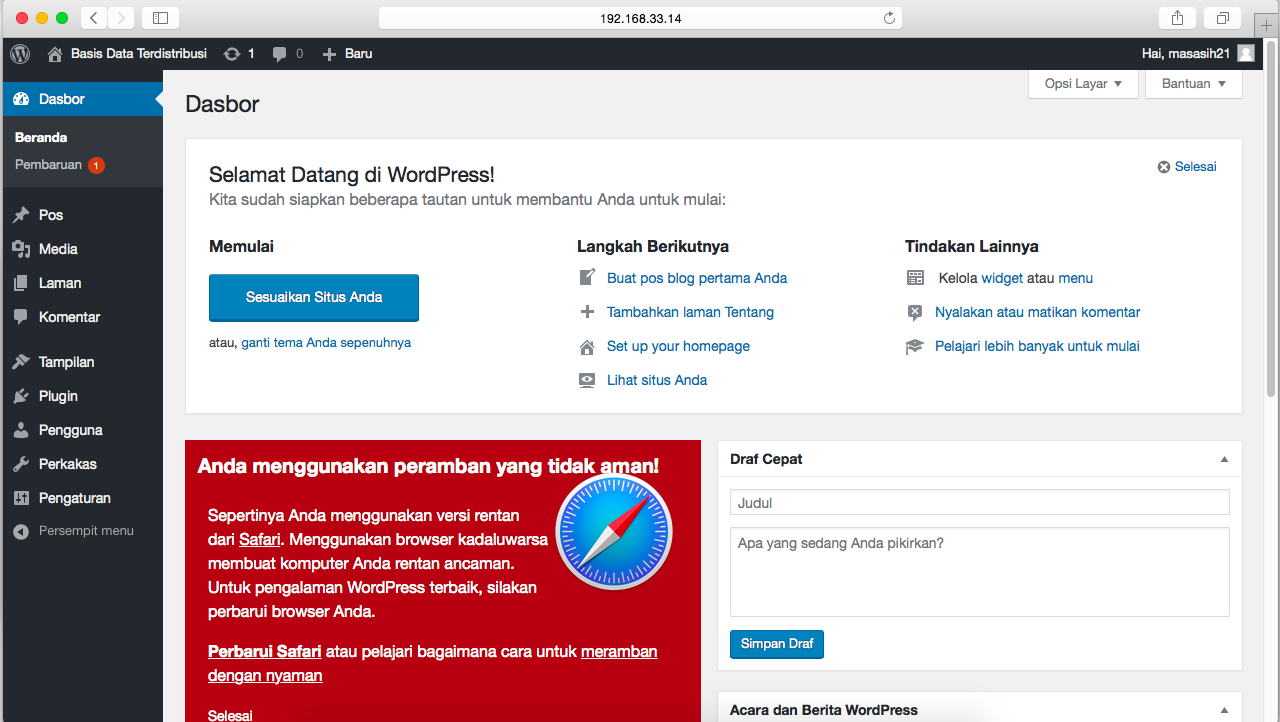 192.168.33.14
Basis Data Terdistribusi 1 0 Baru Hai, masasih21
Opsi Layar Bantuan
Dasbor
Beranda
Pembaruan 1
Pos
Media
Laman
Komentar
Tampilan
Plugin
Pengguna
Perkakas
Pengaturan
Persempit menu
Dasbor
Selamat Datang di WordPress!
Selesai
Kita sudah siapkan beberapa tautan untuk membantu Anda untuk mulai:
Memulai
Sesuaikan Situs Anda
atau, ganti tema Anda sepenuhnya
Langkah Berikutnya
Buat pos blog pertama Anda
Tambahkan laman Tentang
Set up your homepage
Lihat situs Anda
Tindakan Lainnya
Kelola widget atau menu
Nyalakan atau matikan komentar
Pelajari lebih banyak untuk mulai
Anda menggunakan peramban yang tidak aman!
Sepertinya Anda menggunakan versi rentan
dari Safari. Menggunakan browser kadaluwarsa
membuat komputer Anda rentan ancaman.
Untuk pengalaman WordPress terbaik, silakan
perbarui browser Anda.
Perbarui Safari atau pelajari bagaimana cara untuk meramban
dengan nyaman
Selesai
Draf Cepat
Judul
Apa yang sedang Anda pikirkan?
Simpan Draf
Acara dan Berita WordPress